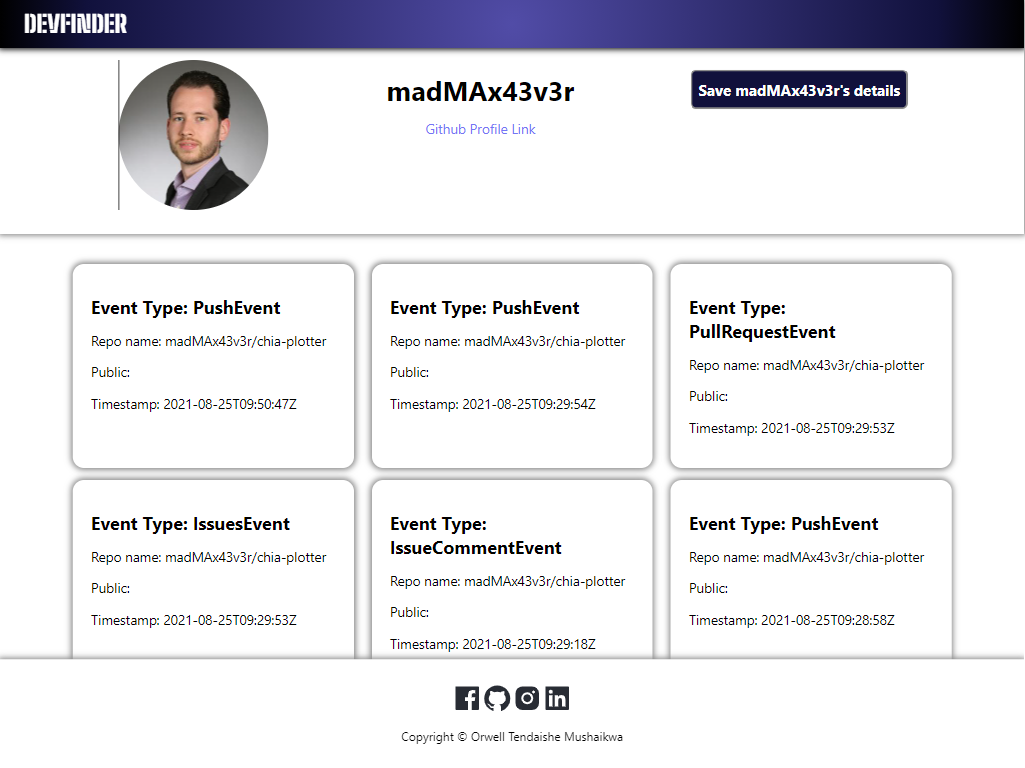 DEVFINDER
madMAx43v3r
Github Profile Link
Save madMAx43v3r's details
Event Type: PushEvent
Repo name: madMAx43v3r/chia-plotter
Public:
Timestamp: 2021-08-25T09:50:47Z
Event Type: PushEvent
Repo name: madMAx43v3r/chia-plotter
Public:
Timestamp: 2021-08-25T09:29:54Z
Event Type:
PullRequestEvent
Repo name: madMAx43v3r/chia-plotter
Public:
Timestamp: 2021-08-25T09:29:53Z
Event Type: IssuesEvent
Repo name: madMAx43v3r/chia-plotter
Public:
Timestamp: 2021-08-25T09:29:53Z
Event Type:
IssueCommentEvent
Repo name: madMAx43v3r/chia-plotter
Public:
Timestamp: 2021-08-25T09:29:18Z
Event Type: PushEvent
Repo name: madMAx43v3r/chia-plotter
Public:
Timestamp: 2021-08-25T09:28:58Z
Copyright © Orwell Tendaishe Mushaikwa